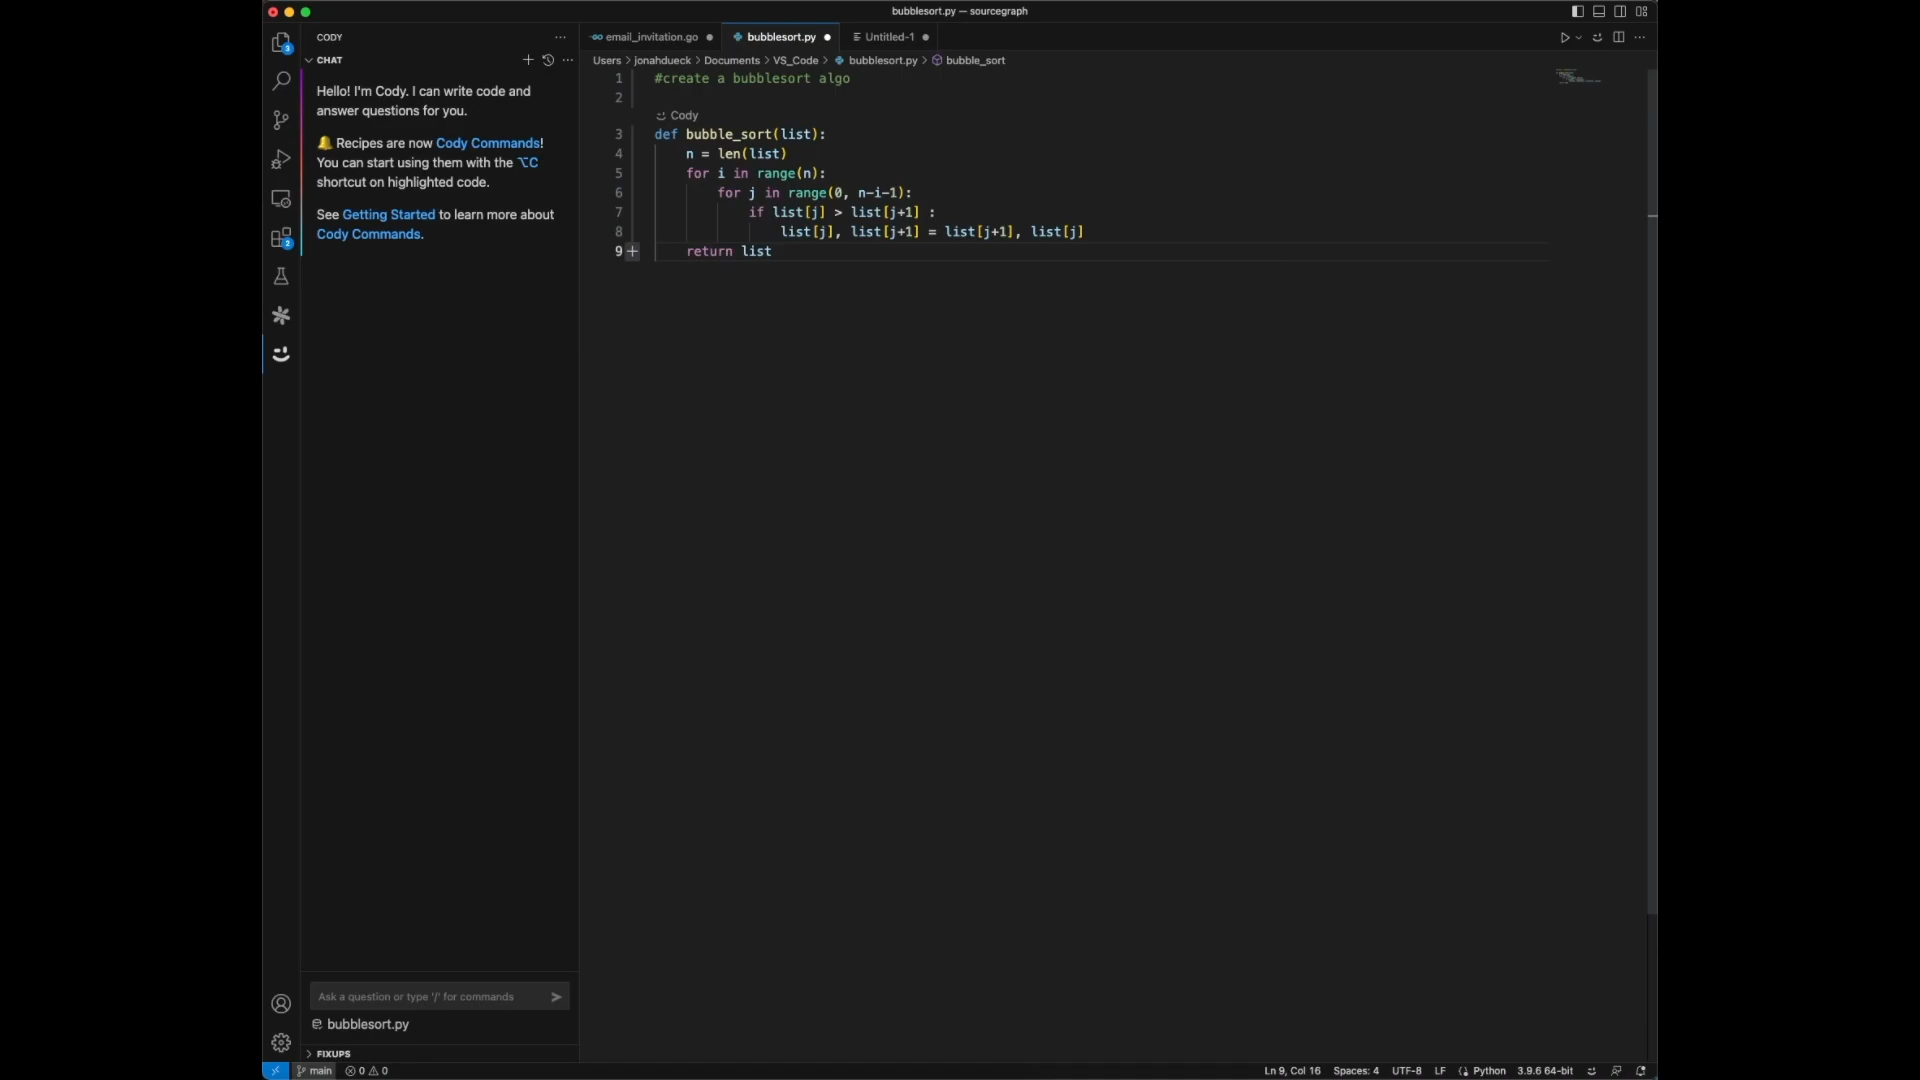 bubblesort.py — sourcegraph
CODY
CHAT
Hello! I'm Cody. I can write code and
answer questions for you.
🔔 Recipes are now Cody Commands!
You can start using them with the ⌥C
shortcut on highlighted code.
See Getting Started to learn more about
Cody Commands.
3
2
Ask a question or type '/' for commands
bubblesort.py
FIXUPS
email_invitation.go
bubblesort.py
Untitled-1
Users > jonahdueck > Documents > VS_Code > bubblesort.py > bubble_sort
1 #create a bubblesort algo
2
Cody
3 def bubble_sort(list):
4     n = len(list)
5     for i in range(n):
6         for j in range(0, n-i-1):
7             if list[j] > list[j+1] :
8                 list[j], list[j+1] = list[j+1], list[j]
9     return list
main 0 0
Ln 9, Col 16 Spaces: 4 UTF-8 LF Python 3.9.6 64-bit